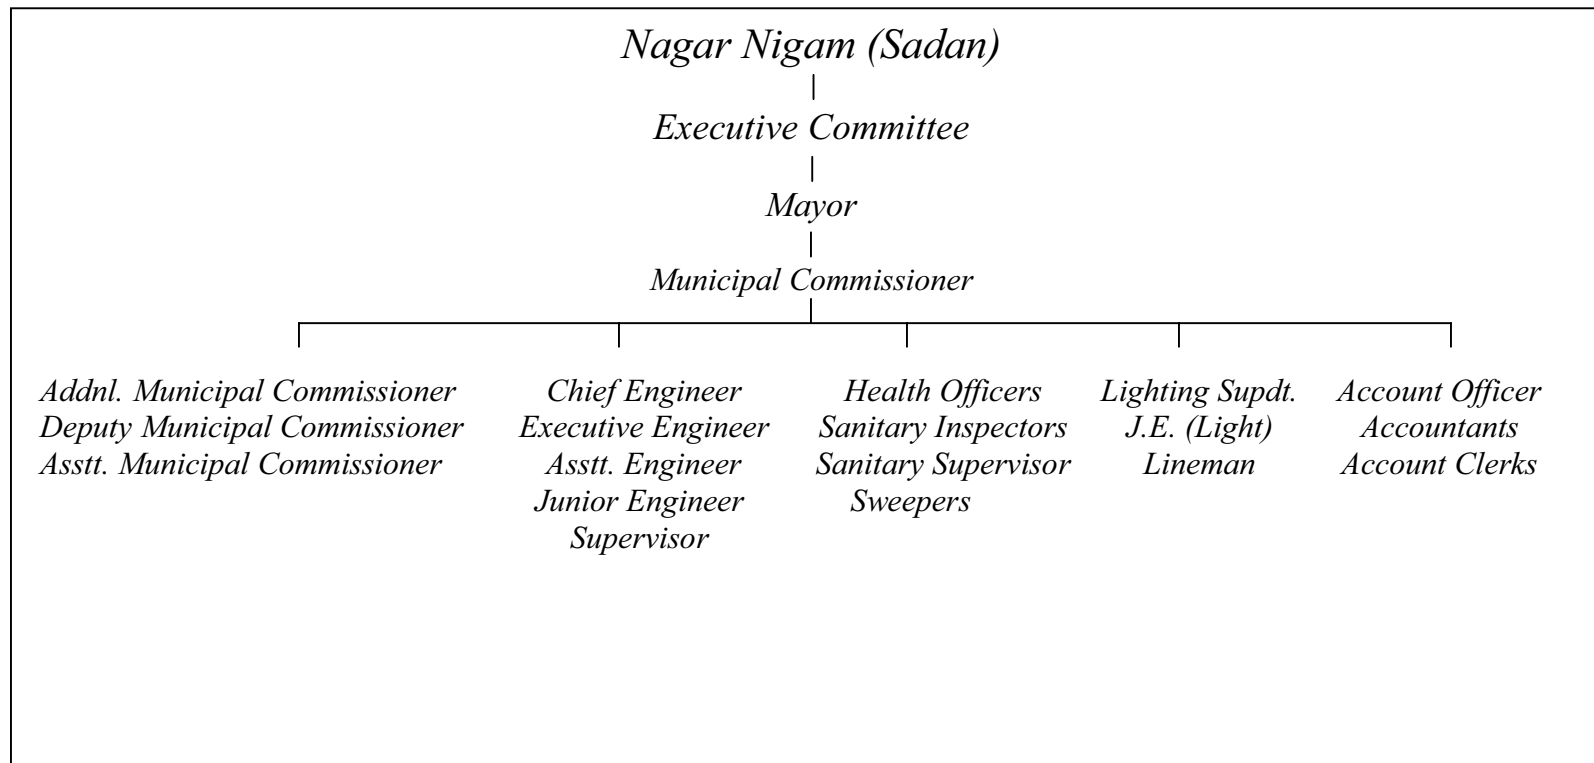 Nagar Nigam (Sadan)
Executive Committee
Mayor
Municipal Commissioner
Addnl. Municipal Commissioner
Deputy Municipal Commissioner
Asstt. Municipal Commissioner
Chief Engineer
Executive Engineer
Asstt. Engineer
Junior Engineer
Supervisor
Health Officers
Sanitary Inspectors
Sanitary Supervisor
Sweepers
Lighting Supdt.
J.E. (Light)
Lineman
Account Officer
Accountants
Account Clerks